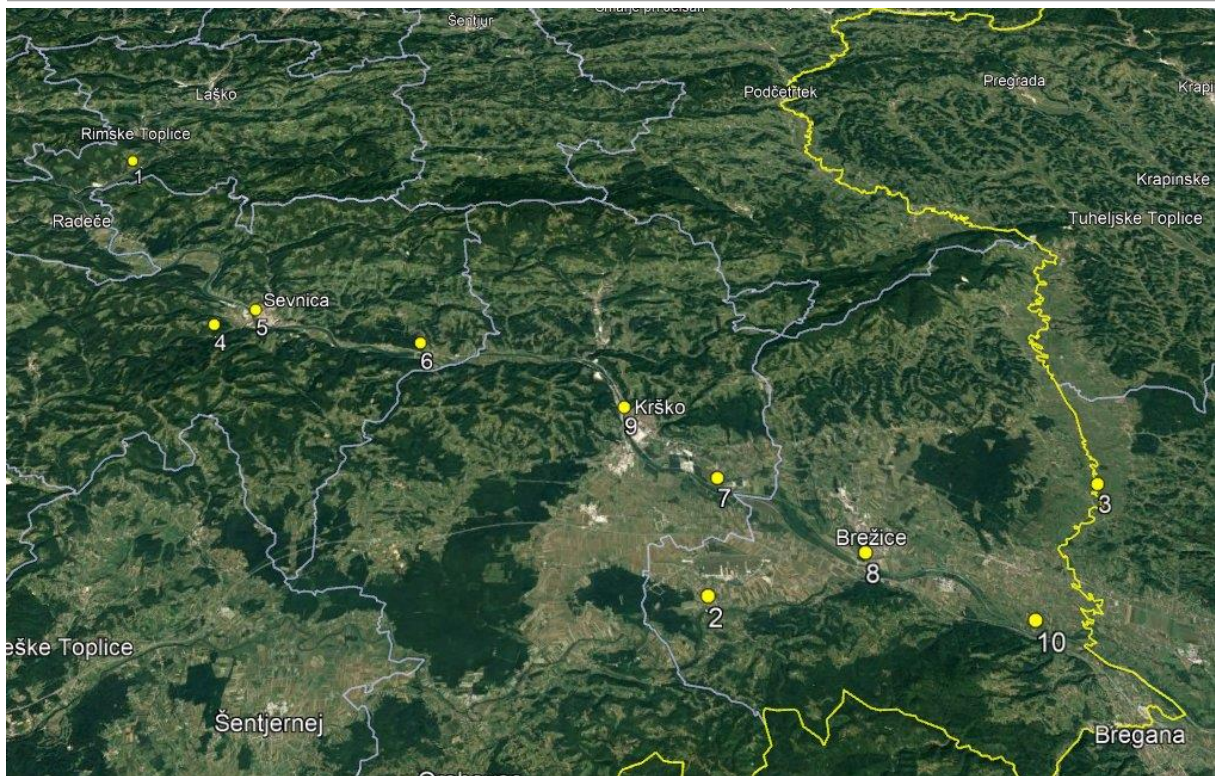 Šentjur
Laško
Podčetrtek
Pregrada
Rimske Toplice
1
Krapinske
Radeče
Tuheljske Toplice
Sevnica
4
5
6
Krško
9
7
3
Brežice
8
2
10
eške Toplice
Šentjernej
Bregana